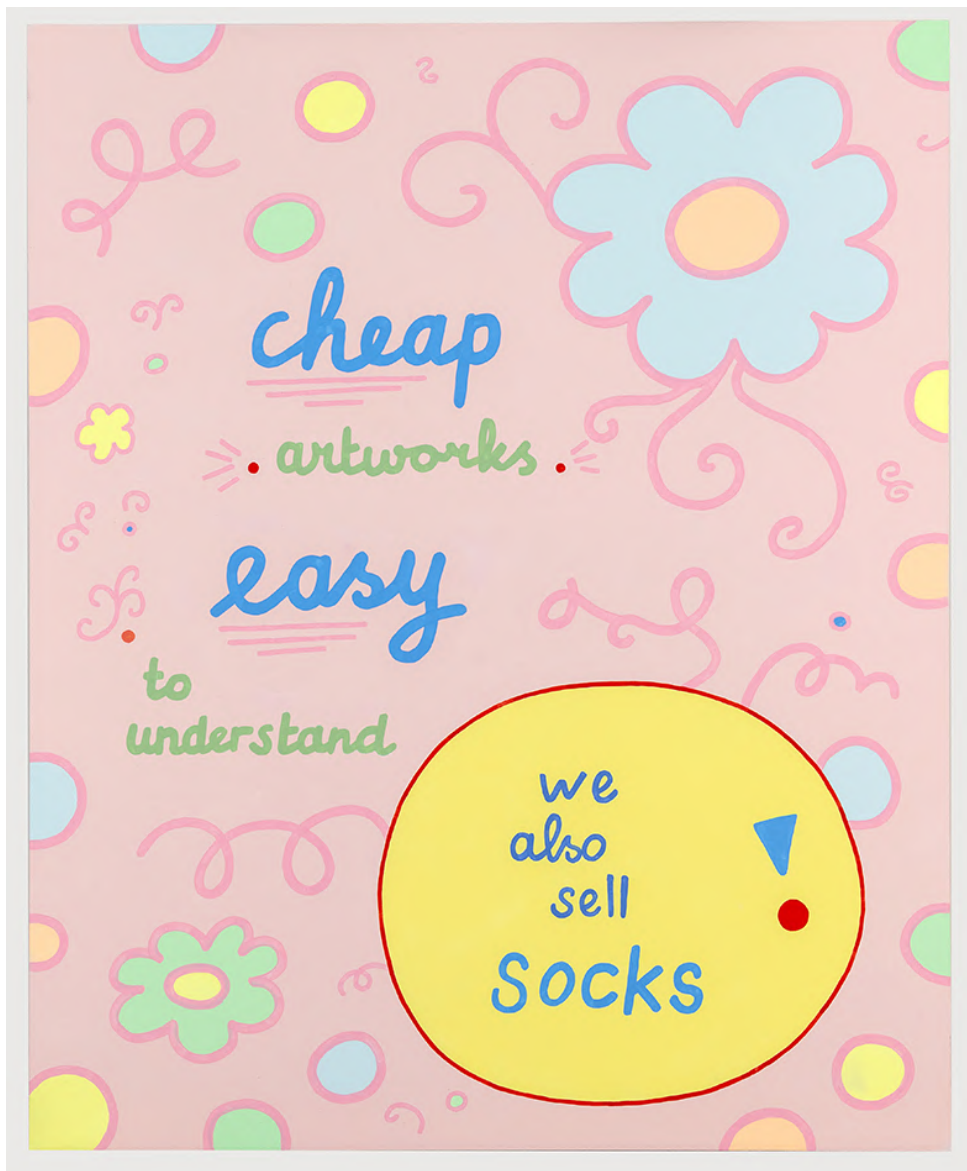 cheap
artworks
easy
to
understand
we
also
sell
socks